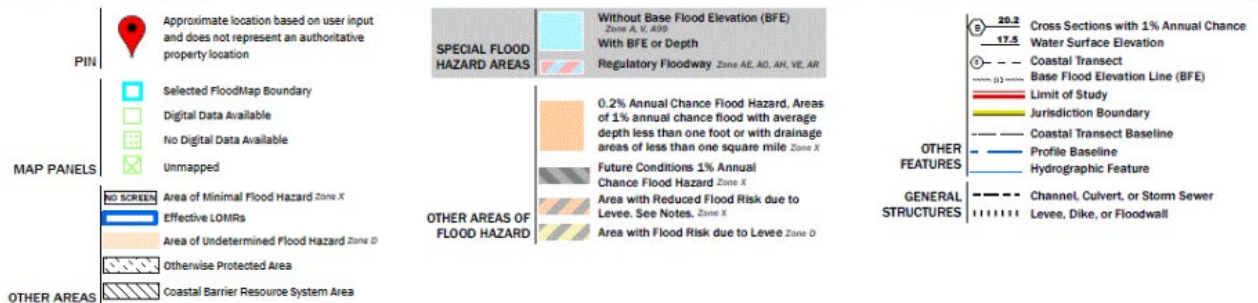 PIN
Approximate location based on user input
and does not represent an authoritative
property location
MAP PANELS
Selected FloodMap Boundary
Digital Data Available
No Digital Data Available
Unmapped
OTHER AREAS
NO SCREEN Area of Minimal Flood Hazard Zone X
Effective LOMRs
Area of Undetermined Flood Hazard Zone D
Otherwise Protected Area
Coastal Barrier Resource System Area
SPECIAL FLOOD
HAZARD AREAS
Without Base Flood Elevation (BFE)
Zone A, V, A99
With BFE or Depth
Regulatory Floodway Zone AE, AO, AH, VE, AR
OTHER AREAS OF
FLOOD HAZARD
0.2% Annual Chance Flood Hazard, Areas
of 1% annual chance flood with average
depth less than one foot or with drainage
areas of less than one square mile Zone X
Future Conditions 1% Annual
Chance Flood Hazard Zone X
Area with Reduced Flood Risk due to
Levee. See Notes. Zone X
Area with Flood Risk due to Levee Zone D
OTHER
FEATURES
B 20.2 Cross Sections with 1% Annual Chance
17.5 Water Surface Elevation
Coastal Transect
Base Flood Elevation Line (BFE)
Limit of Study
Jurisdiction Boundary
Coastal Transect Baseline
Profile Baseline
Hydrographic Feature
GENERAL
STRUCTURES
Channel, Culvert, or Storm Sewer
Levee, Dike, or Floodwall